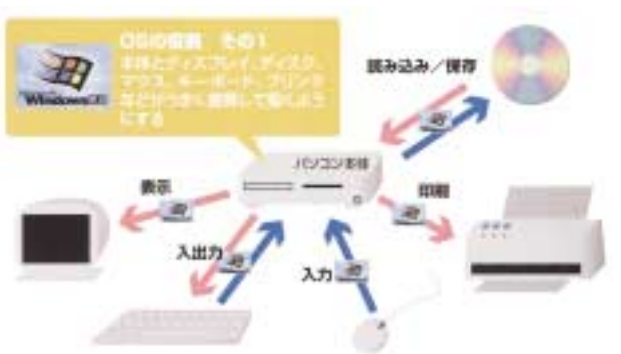 OSの役割 その1
本体とディスプレイ、ディスク、
マウス、キーボード、プリンタ
などがうまく連携して動くよう
にする
Windows
読み込み／保存
パソコン本体
表示
印刷
入出力
入力